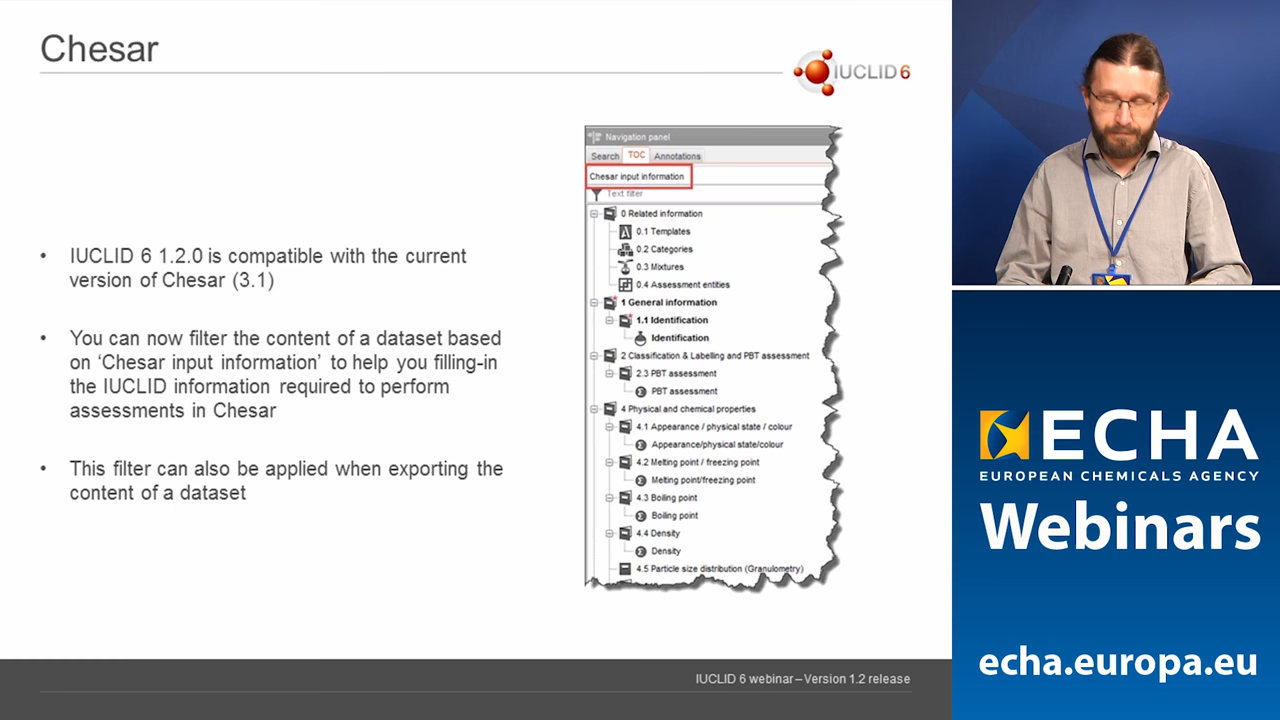 Chesar
IUCLID 6
• IUCLID 6 1.2.0 is compatible with the current
version of Chesar (3.1)
• You can now filter the content of a dataset based
on ‘Chesar input information’ to help you filling-in
the IUCLID information required to perform
assessments in Chesar
• This filter can also be applied when exporting the
content of a dataset
Navigation panel
Search TOC Annotations
Chesar input information
Text filter
0 Related information
0.1 Templates
0.2 Categories
0.3 Mixtures
0.4 Assessment entities
1 General information
1.1 Identification
Identification
2 Classification & Labelling and PBT assessment
2.3 PBT assessment
PBT assessment
4 Physical and chemical properties
4.1 Appearance / physical state / colour
Appearance/physical state/colour
4.2 Melting point / freezing point
Melting point/freezing point
4.3 Boiling point
Boiling point
4.4 Density
Density
4.5 Particle size distribution (Granulometry)
IUCLID 6 webinar – Version 1.2 release
ECHA
EUROPEAN CHEMICALS AGENCY
Webinars
echa.europa.eu